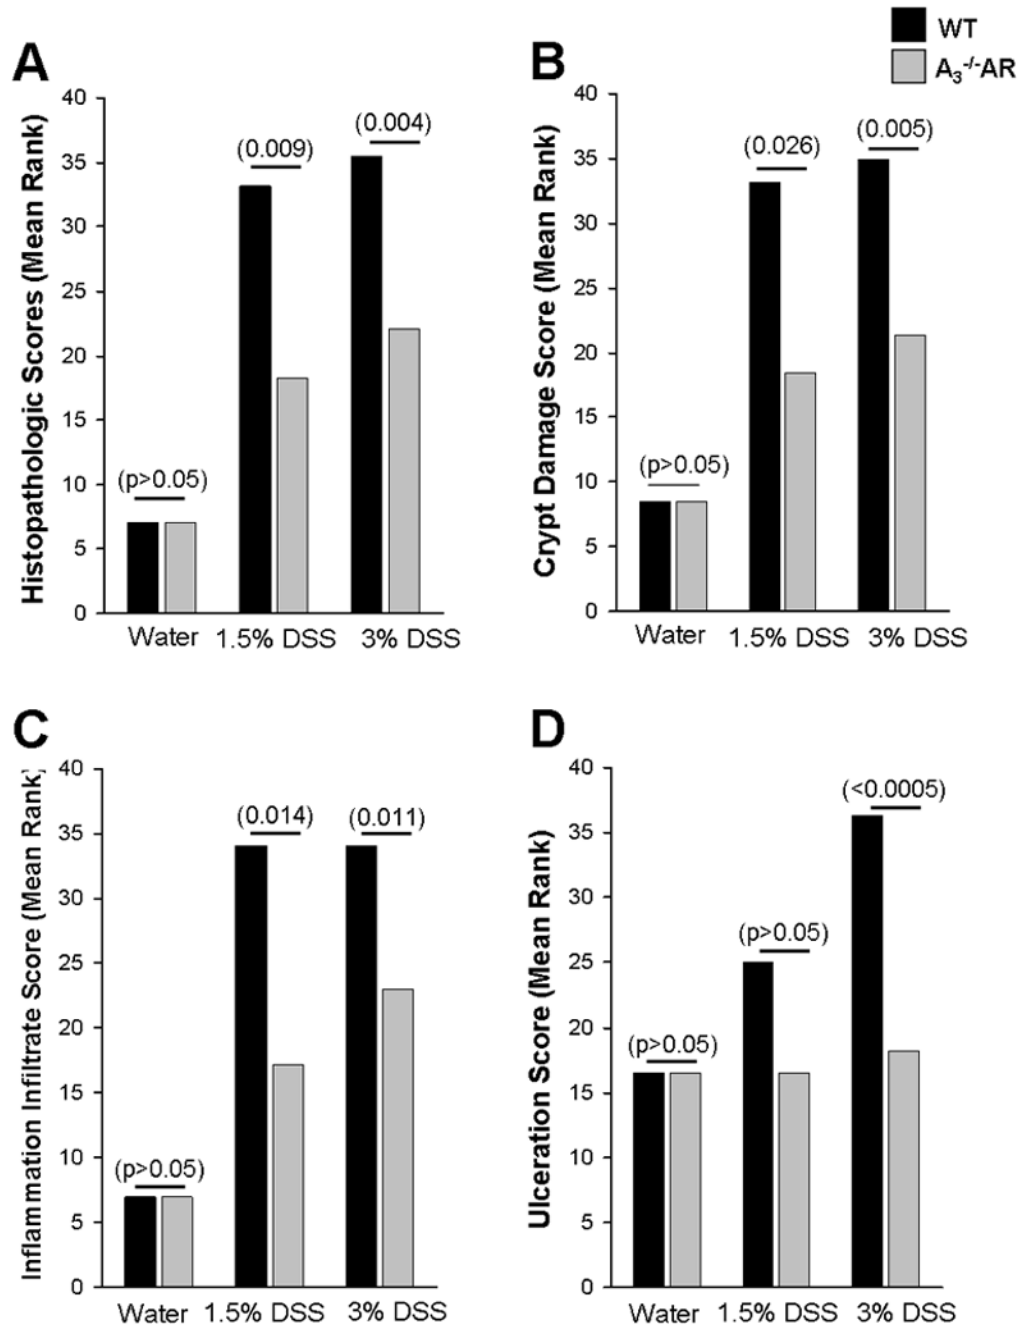 WT
A₃⁻/⁻AR
A
Histopathologic Scores (Mean Rank)
40
35
30
25
20
15
10
5
0
(p>0.05)
(0.009)
(0.004)
Water 1.5% DSS 3% DSS
B
Crypt Damage Score (Mean Rank)
40
35
30
25
20
15
10
5
0
(p>0.05)
(0.026)
(0.005)
Water 1.5% DSS 3% DSS
C
Inflammation Infiltrate Score (Mean Rank)
40
35
30
25
20
15
10
5
0
(p>0.05)
(0.014)
(0.011)
Water 1.5% DSS 3% DSS
D
Ulceration Score (Mean Rank)
40
35
30
25
20
15
10
5
0
(p>0.05)
(p>0.05)
(<0.0005)
Water 1.5% DSS 3% DSS